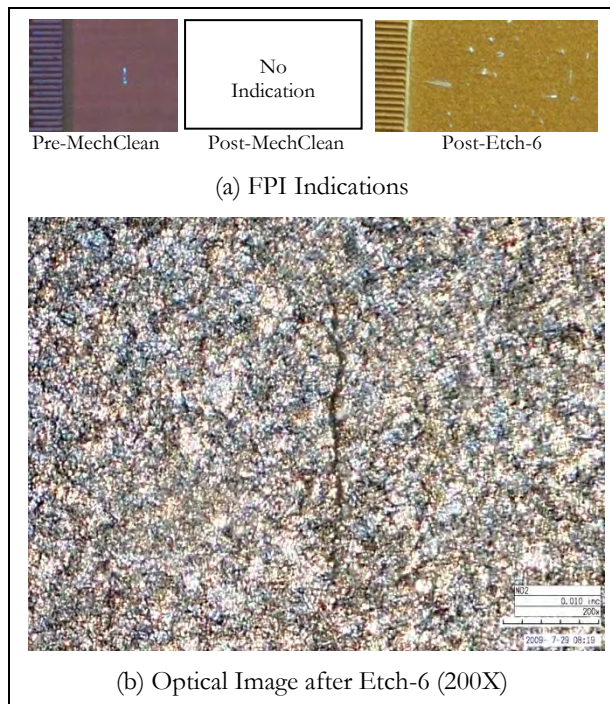 No
Indication
Pre-MechClean
Post-MechClean
Post-Etch-6
(a) FPI Indications
NO2
0.010 inc
200x
2009- 7-29 08:19
(b) Optical Image after Etch-6 (200X)